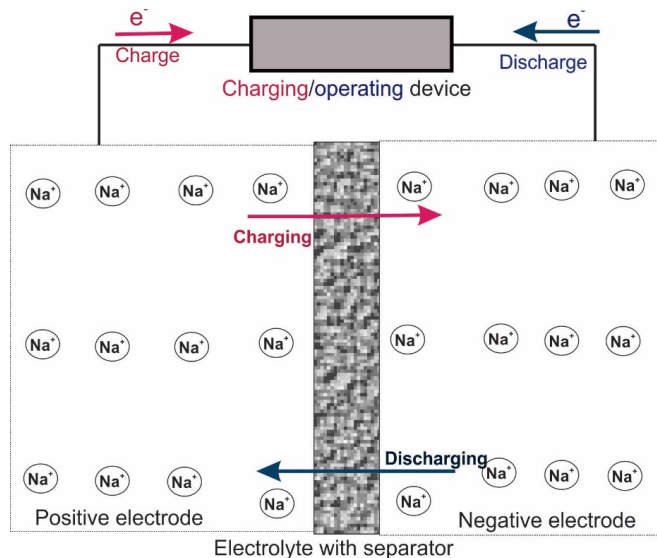 e⁻ e⁻
Charge Discharge
Charging/operating device
Na⁺ Na⁺ Na⁺ Na⁺ Na⁺ Na⁺ Na⁺ Na⁺
Charging
Na⁺ Na⁺ Na⁺ Na⁺ Na⁺ Na⁺ Na⁺ Na⁺
Discharging
Na⁺ Na⁺ Na⁺ Na⁺ Na⁺ Na⁺ Na⁺ Na⁺
Positive electrode Negative electrode
Electrolyte with separator